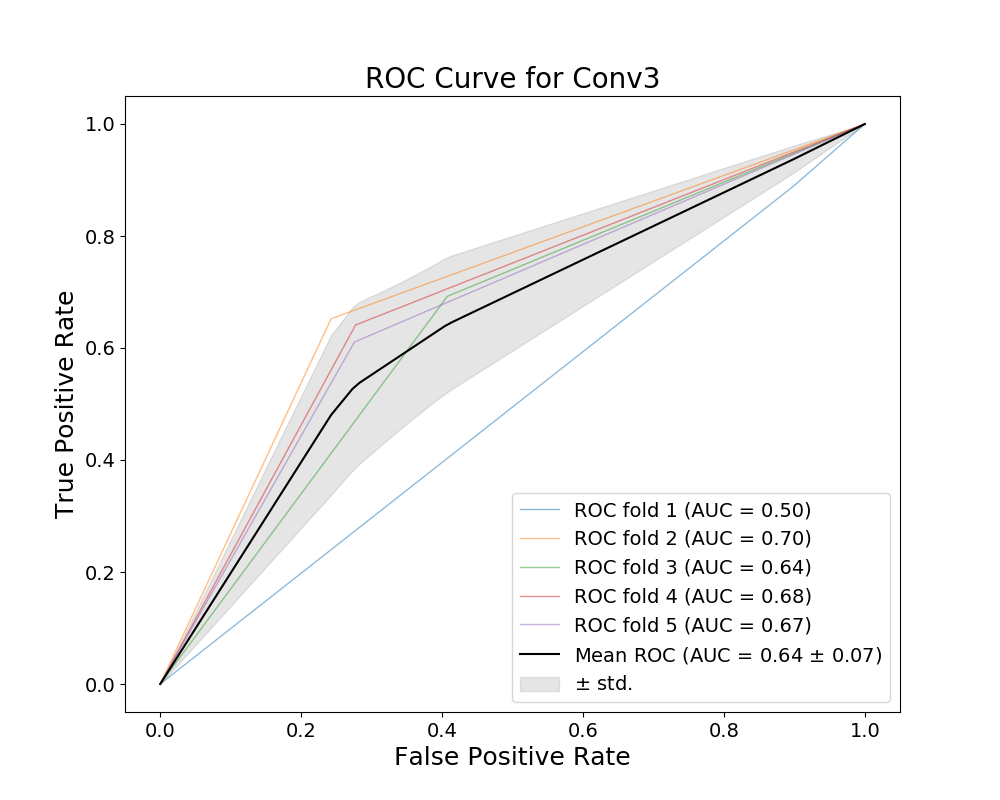 ROC Curve for Conv3
True Positive Rate
1.0
0.8
0.6
0.4
0.2
0.0
ROC fold 1 (AUC = 0.50)
ROC fold 2 (AUC = 0.70)
ROC fold 3 (AUC = 0.64)
ROC fold 4 (AUC = 0.68)
ROC fold 5 (AUC = 0.67)
Mean ROC (AUC = 0.64 ± 0.07)
± std.
0.0 0.2 0.4 0.6 0.8 1.0
False Positive Rate